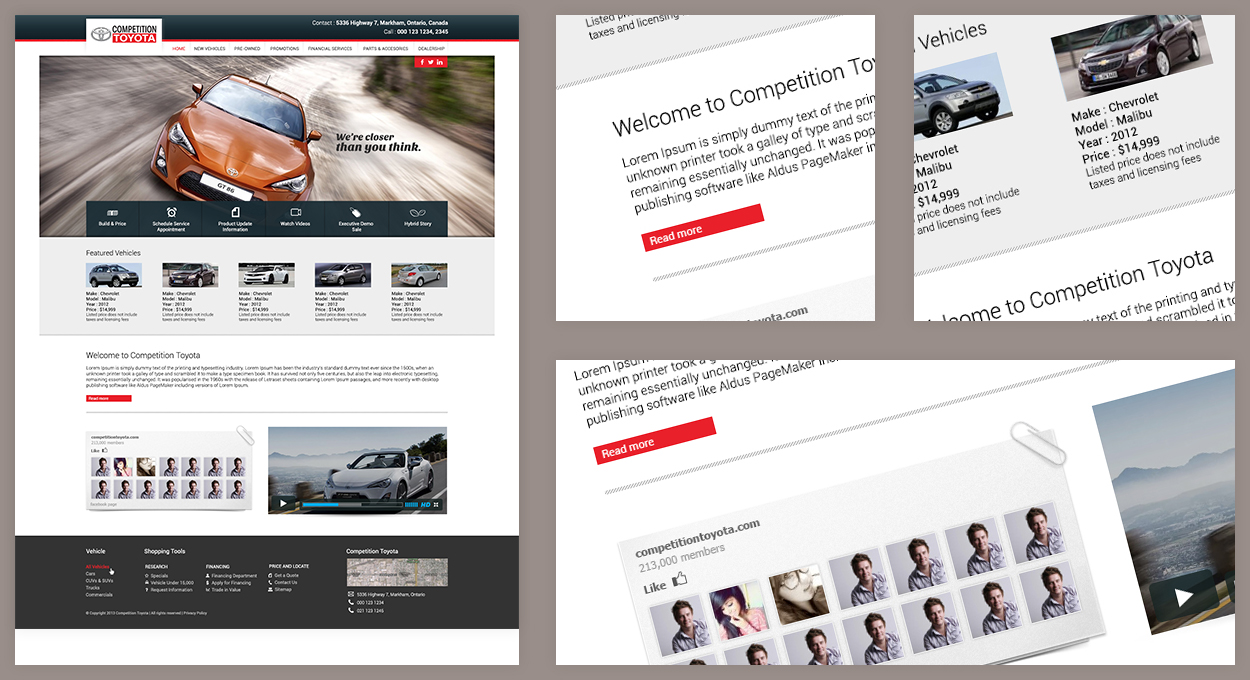 COMPETITION
TOYOTA
Contact : 5336 Highway 7, Markham, Ontario, Canada
Call : 000 123 1234, 2345
HOME NEW VEHICLES PRE-OWNED PROMOTIONS FINANCIAL SERVICES PARTS & ACCESORIES DEALERSHIP
We're closer
than you think.
GT 86
Build & Price
Schedule Service
Appointment
Product Update
Information
Watch Videos
Executive Demo
Sale
Hybrid Story
Featured Vehicles
Make : Chevrolet
Model : Malibu
Year : 2012
Price : $14,999
Listed price does not include
taxes and licensing fees
Make : Chevrolet
Model : Malibu
Year : 2012
Price : $14,999
Listed price does not include
taxes and licensing fees
Make : Chevrolet
Model : Malibu
Year : 2012
Price : $14,999
Listed price does not include
taxes and licensing fees
Make : Chevrolet
Model : Malibu
Year : 2012
Price : $14,999
Listed price does not include
taxes and licensing fees
Make : Chevrolet
Model : Malibu
Year : 2012
Price : $14,999
Listed price does not include
taxes and licensing fees
Welcome to Competition Toyota
Lorem Ipsum is simply dummy text of the printing and typesetting industry. Lorem Ipsum has been the industry's standard dummy text ever since the 1500s, when an
unknown printer took a galley of type and scrambled it to make a type specimen book. It has survived not only five centuries, but also the leap into electronic typesetting,
remaining essentially unchanged. It was popularised in the 1960s with the release of Letraset sheets containing Lorem Ipsum passages, and more recently with desktop
publishing software like Aldus PageMaker including versions of Lorem Ipsum.
Read more
competitiontoyota.com
213,000 members
Like
facebook page
HD
Vehicle
All Vehicles
Cars
CUVs & SUVs
Trucks
Commercials
Shopping Tools
RESEARCH
Specials
Vehicle Under 15,000
Request Information
FINANCING
Financing Department
Apply for Financing
Trade in Value
PRICE AND LOCATE
Get a Quote
Contact Us
Sitemap
Competition Toyota
5336 Highway 7, Markham, Ontario
000 123 1234
021 123 1245
© Copyright 2013 Competition Toyota | All rights reserved | Privacy Policy
Listed price does not
taxes and licensing fees
Welcome to Competition To
Lorem Ipsum is simply dummy text of the prin
unknown printer took a galley of type and scra
remaining essentially unchanged. It was pop
publishing software like Aldus PageMaker in
Read more
toyota.com
Vehicles
Chevrolet
Malibu
2012
$14,999
price does not include
and licensing fees
Make : Chevrolet
Model : Malibu
Year : 2012
Price : $14,999
Listed price does not include
taxes and licensing fees
Welcome to Competition Toyota
text of the printing and ty
scrambled it to
Lorem Ipsum
unknown printer took a
remaining essentially unchanged. It was
publishing software like Aldus PageMaker
Read more
competitiontoyota.com
213,000 members
Like